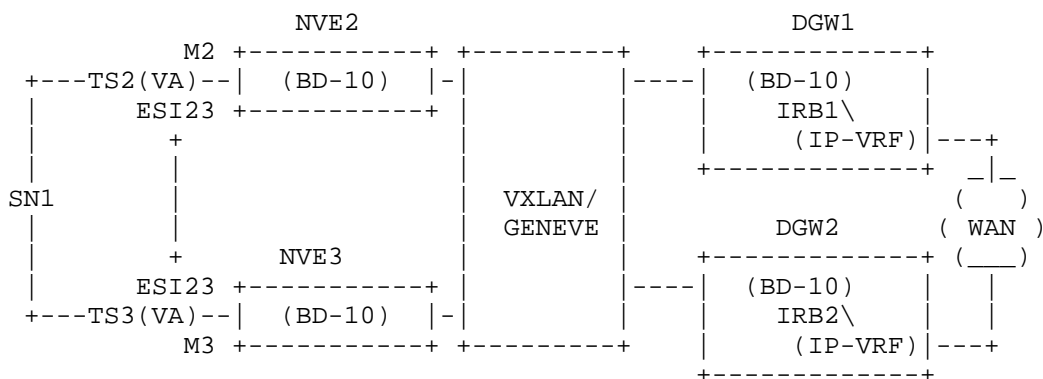 NVE2 DGW1
M2 +-----------+ +---------+ +-------------+
+---TS2(VA)--| (BD-10) |-| |----| (BD-10) |
| ESI23 +-----------+ | | | IRB1\ |
| + | | | (IP-VRF)|---+
| | | | +-------------+ _|_
SN1 | | VXLAN/ | ( )
| | | GENEVE | DGW2 ( WAN )
| + NVE3 | | +-------------+ (___)
| ESI23 +-----------+ | |----| (BD-10) | |
+---TS3(VA)--| (BD-10) |-| | | IRB2\ | |
M3 +-----------+ +---------+ | (IP-VRF)|---+
+-------------+